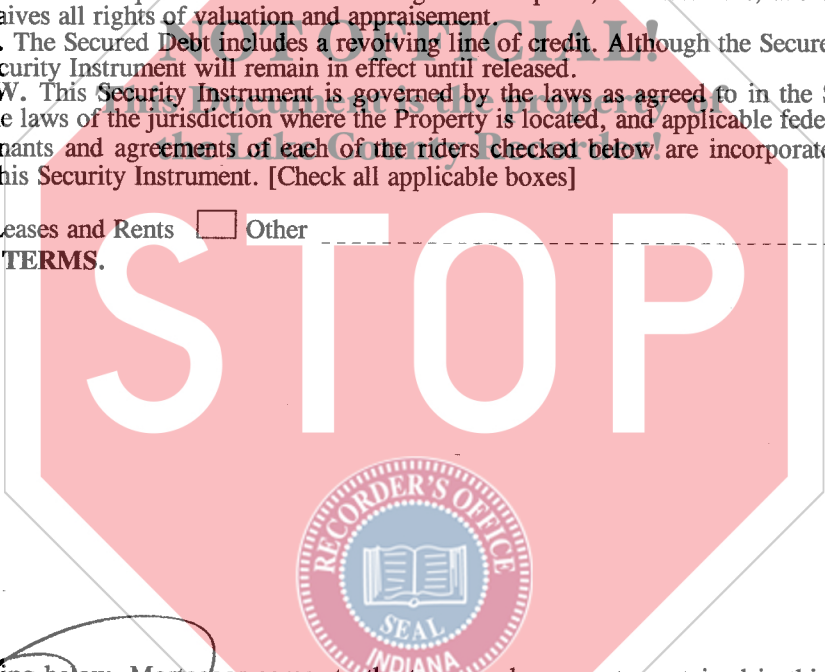 aives all rights of valuation and appraisement.
NOT OFFICIAL!
. The Secured Debt includes a revolving line of credit. Although the Secure
curity Instrument will remain in effect until released.
W. This Security Instrument is governed by the laws as agreed to in the S
This Document is the property of
e laws of the jurisdiction where the Property is located, and applicable fede
the Lake County Recorder!
nants and agreements of each of the riders checked below are incorporate
his Security Instrument. [Check all applicable boxes]
eases and Rents Other
TERMS.
STOP
RECORDER'S OFFICE
SEAL
INDIANA